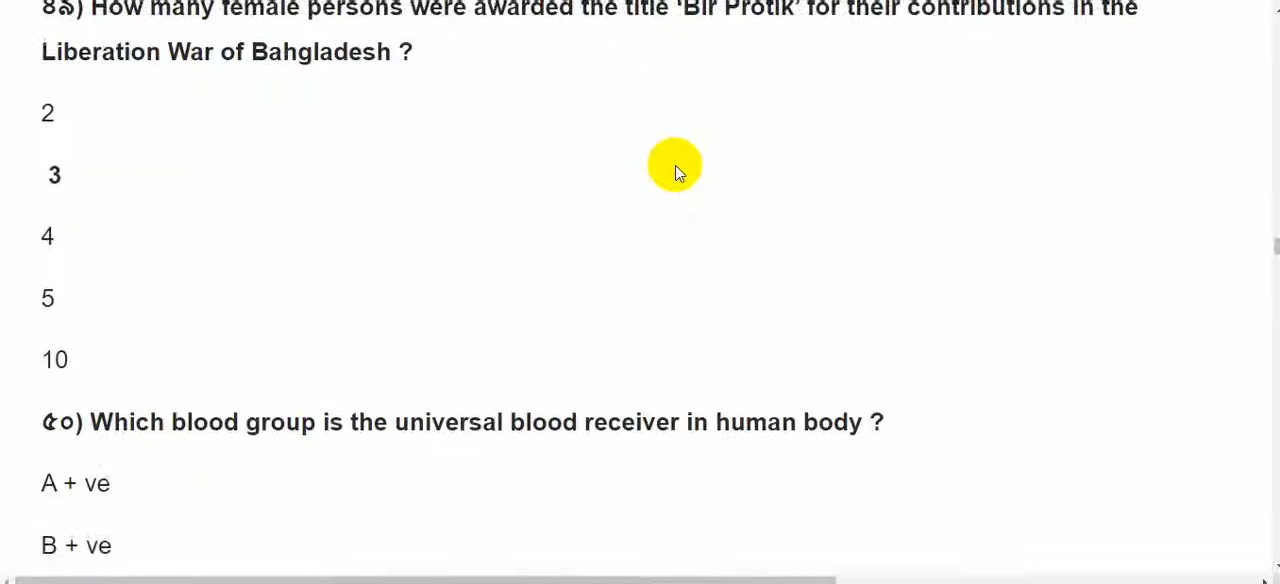 ৪৯) How many female persons were awarded the title ‘Bir Protik’ for their contributions in the
Liberation War of Bahgladesh ?
2
3
4
5
10
৫০) Which blood group is the universal blood receiver in human body ?
A + ve
B + ve